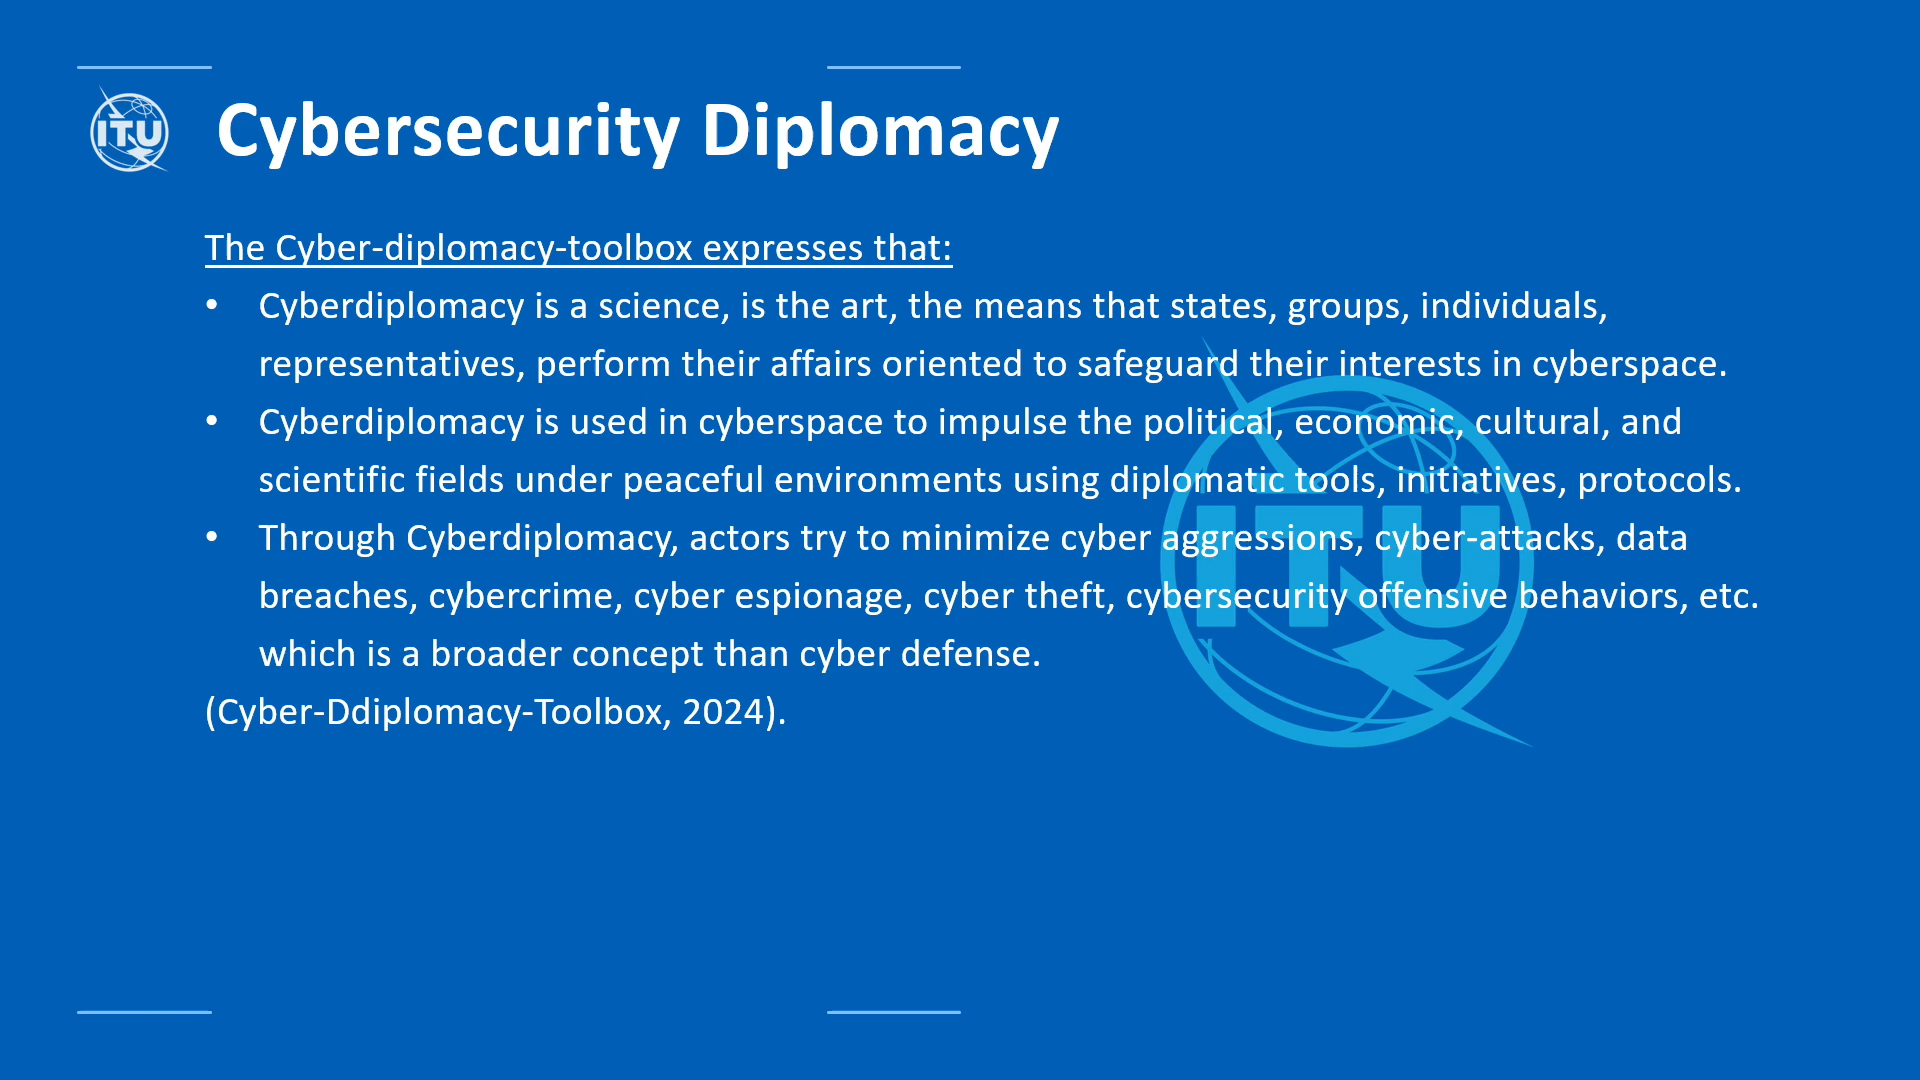 ITU
Cybersecurity Diplomacy
The Cyber-diplomacy-toolbox expresses that:
• Cyberdiplomacy is a science, is the art, the means that states, groups, individuals,
representatives, perform their affairs oriented to safeguard their interests in cyberspace.
• Cyberdiplomacy is used in cyberspace to impulse the political, economic, cultural, and
scientific fields under peaceful environments using diplomatic tools, initiatives, protocols.
• Through Cyberdiplomacy, actors try to minimize cyber aggressions, cyber-attacks, data
breaches, cybercrime, cyber espionage, cyber theft, cybersecurity offensive behaviors, etc.
which is a broader concept than cyber defense.
(Cyber-Ddiplomacy-Toolbox, 2024).
ITU